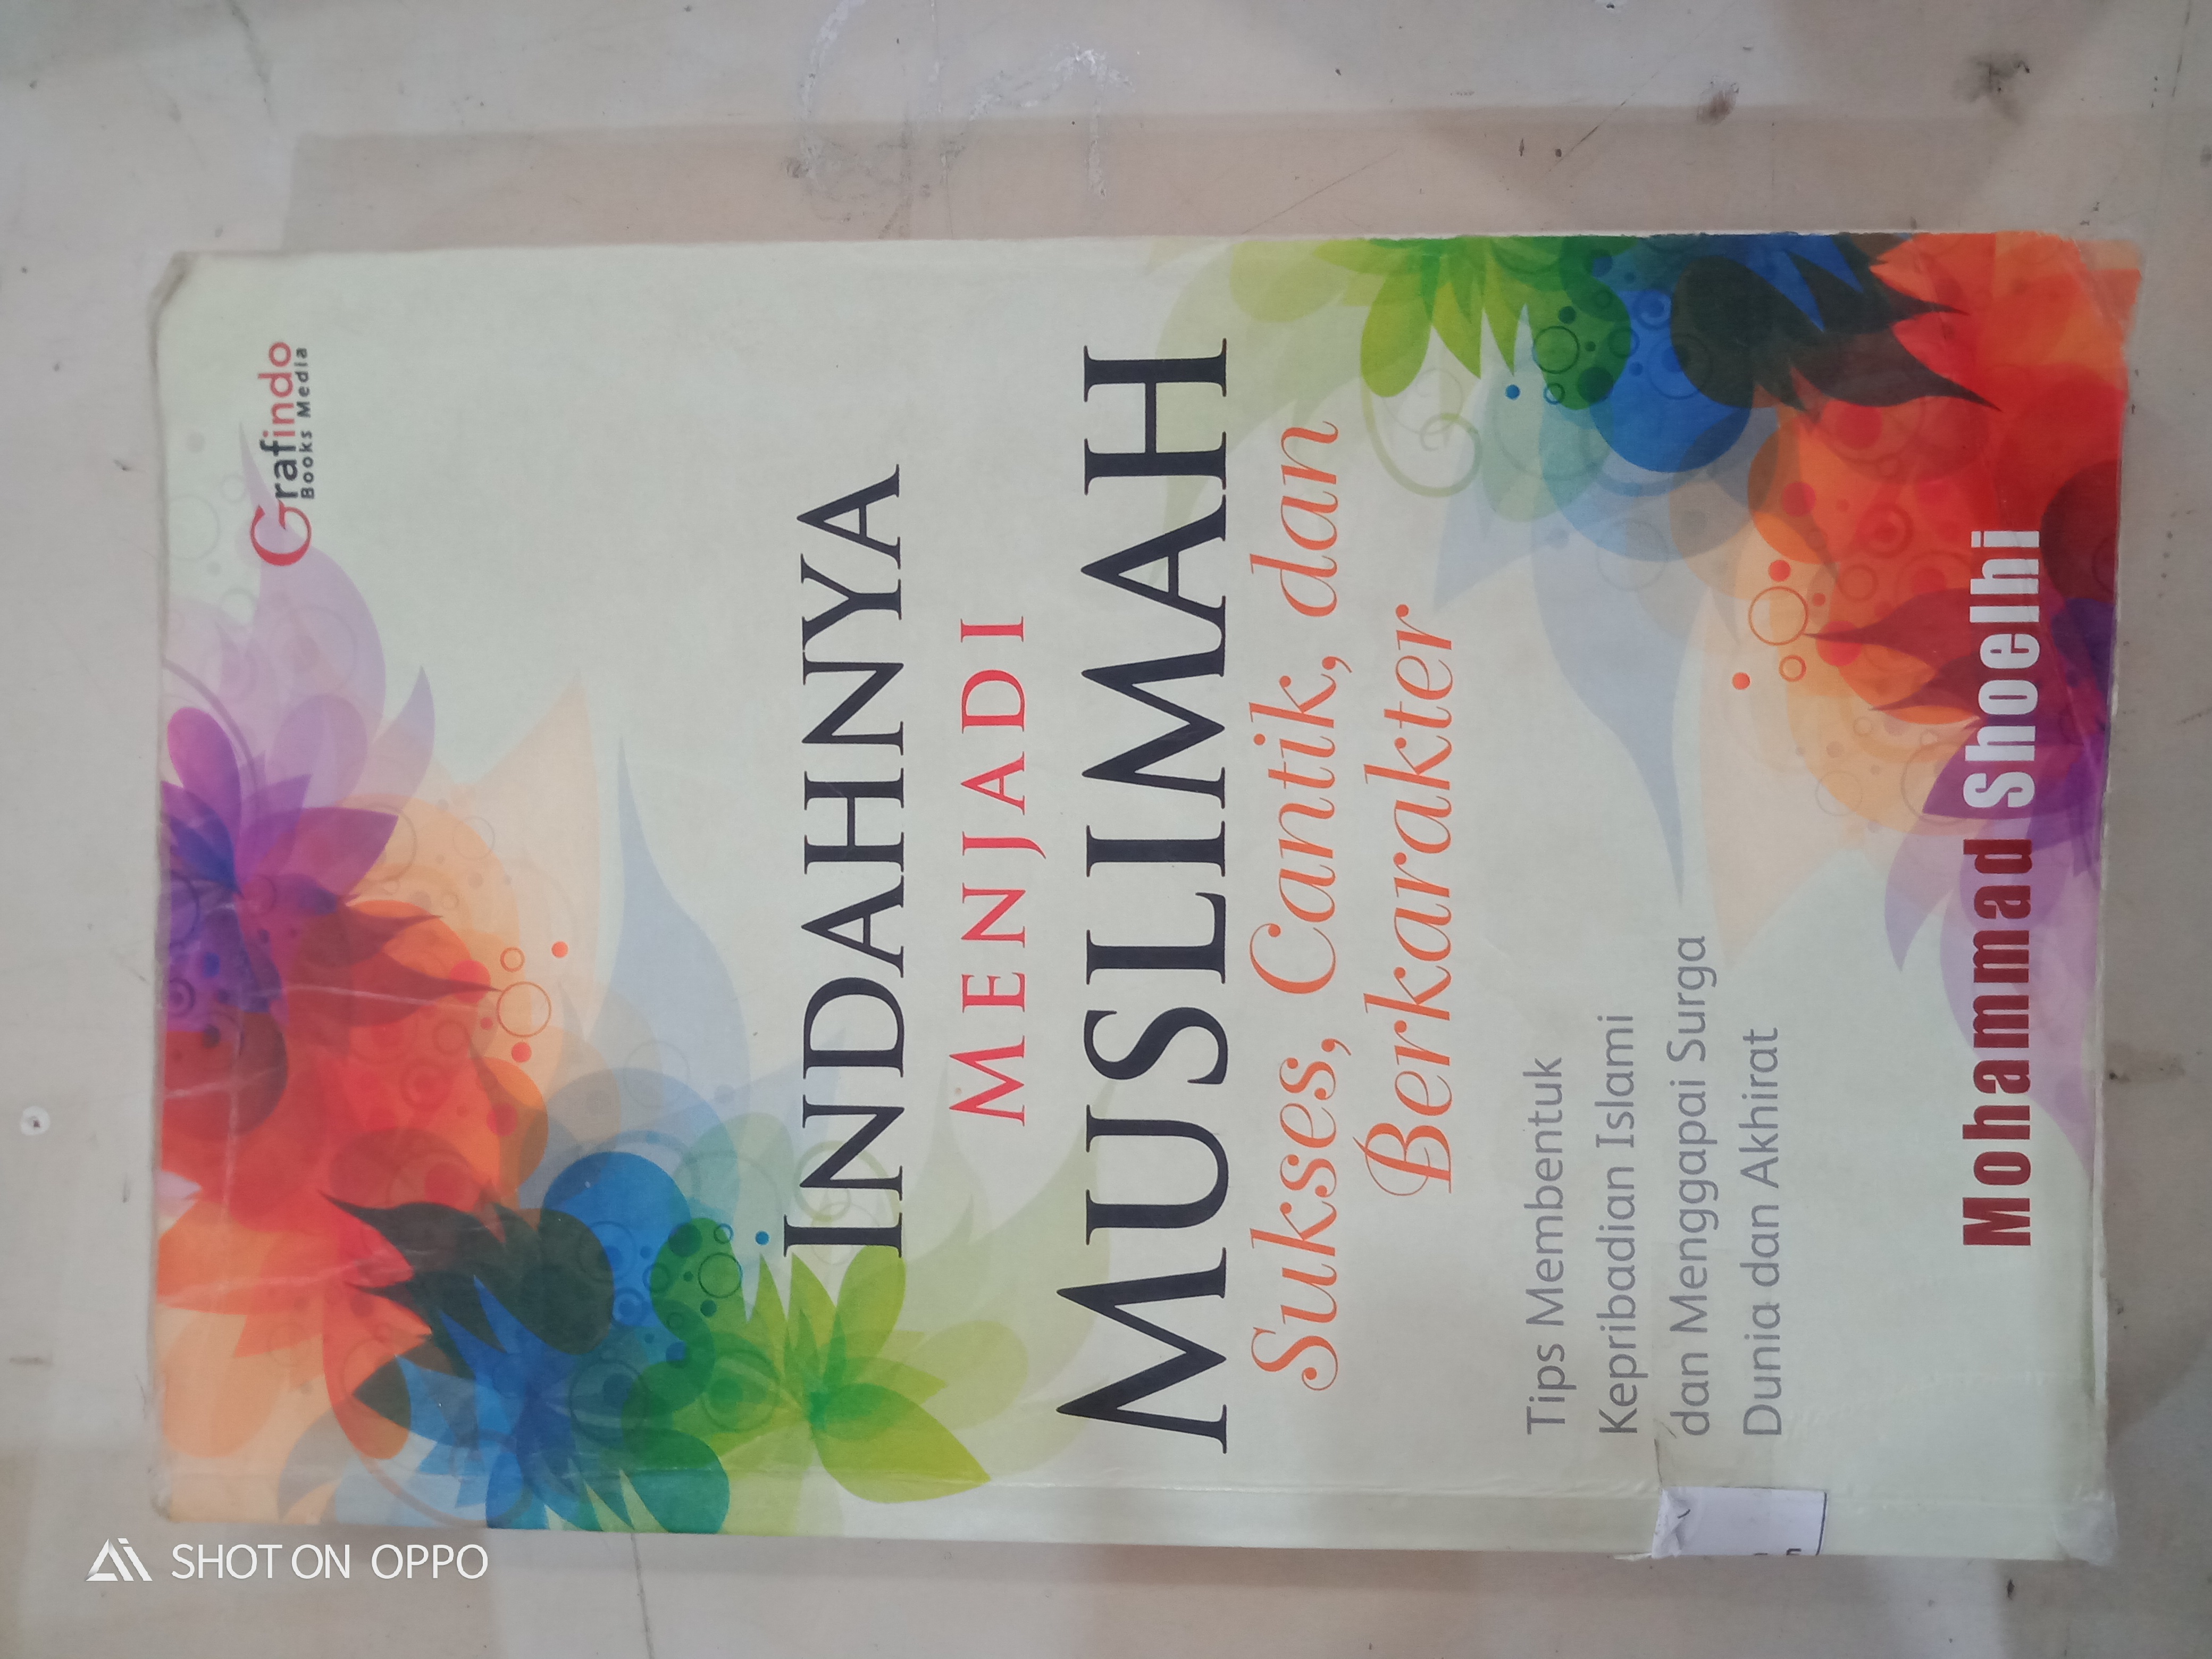 Grafindo
Books Media
INDAHNYA
MENJADI
MUSLIMAH
Sukses, Cantik, dan
Berkarakter
Tips Membentuk
Kepribadian Islami
dan Menggapai Surga
Dunia dan Akhirat
Mohammad Shoelhi
SHOT ON OPPO